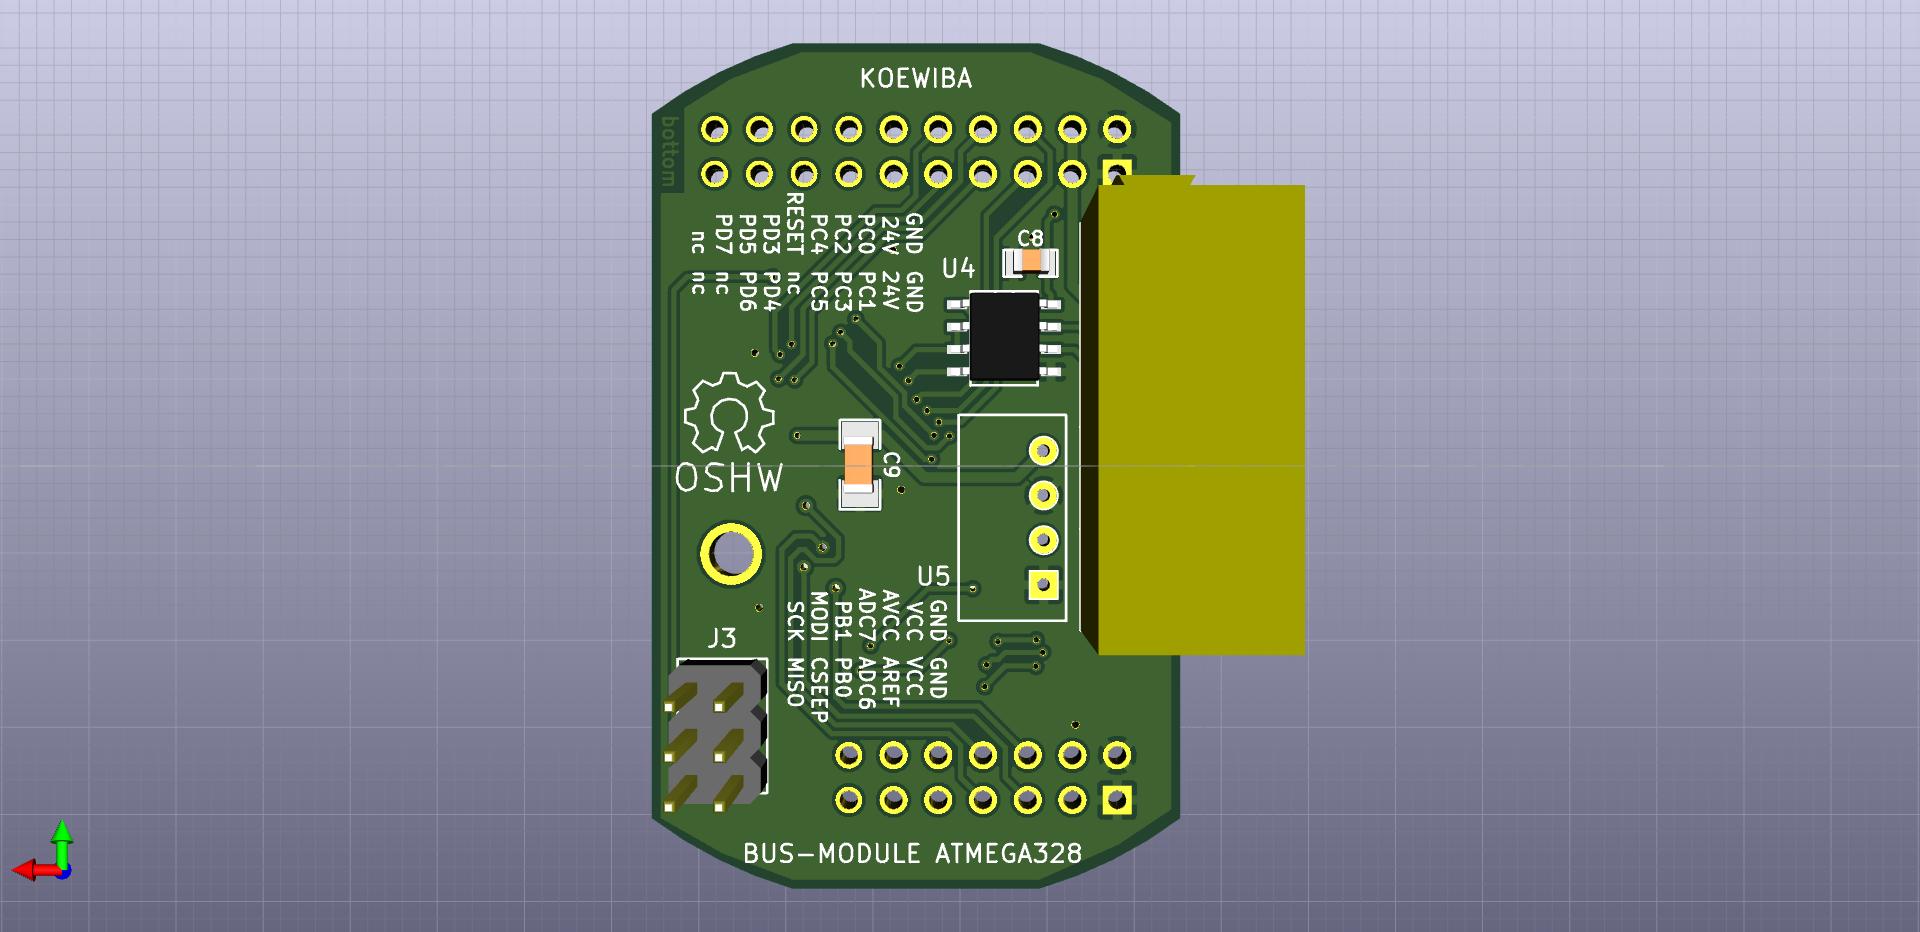 KOEWIBA
bottom
nc PD7 PD5 PD3 RESET PC4 PC2 PC0 24V GND
nc nc PD6 PD4 nc PC5 PC3 PC1 24V GND
C8
U4
OSHW
C9
U5
SCK MODI PB1 ADC7 AVCC VCC GND
MISO CSEEP PB0 ADC6 AREF VCC GND
J3
BUS-MODULE ATMEGA328